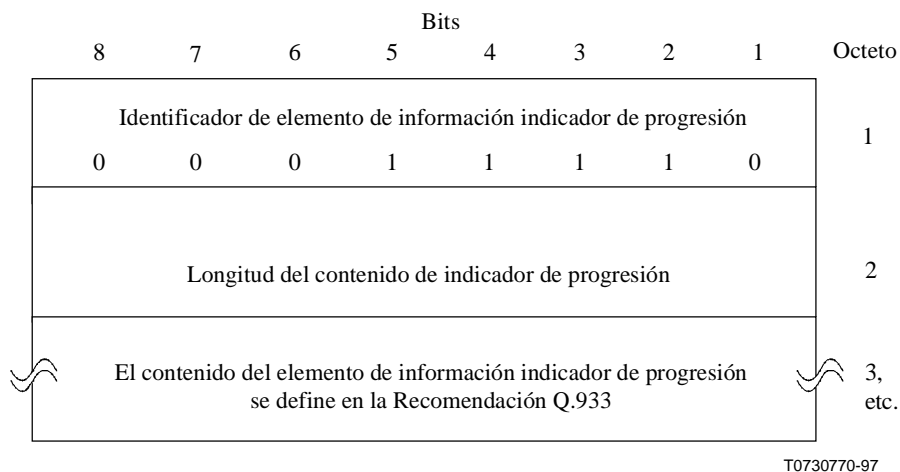 Bits
8 7 6 5 4 3 2 1 Octeto
Identificador de elemento de información indicador de progresión
0 0 0 1 1 1 1 0
1
Longitud del contenido de indicador de progresión
2
El contenido del elemento de información indicador de progresión
se define en la Recomendación Q.933
3,
etc.
T0730770-97